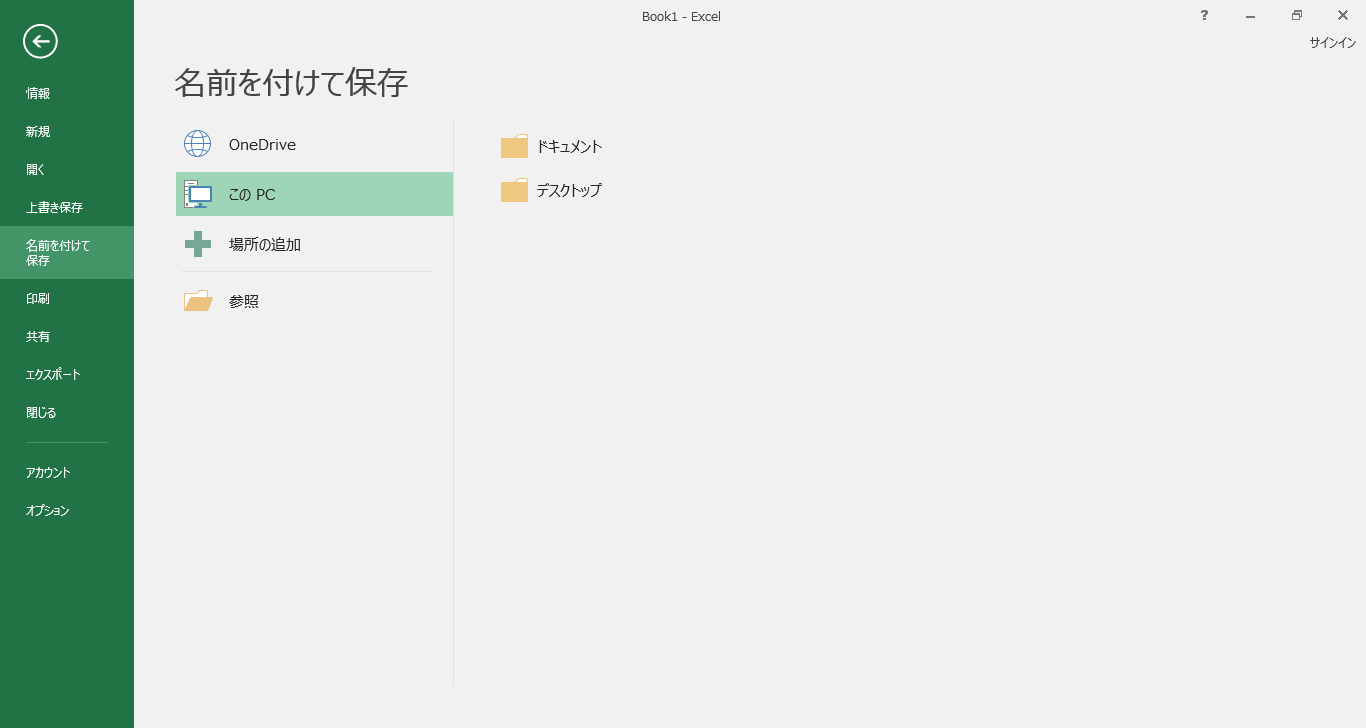 Book1 - Excel
?
サインイン
情報
新規
開く
上書き保存
名前を付けて
保存
印刷
共有
エクスポート
閉じる
アカウント
オプション
名前を付けて保存
OneDrive
この PC
場所の追加
参照
ドキュメント
デスクトップ